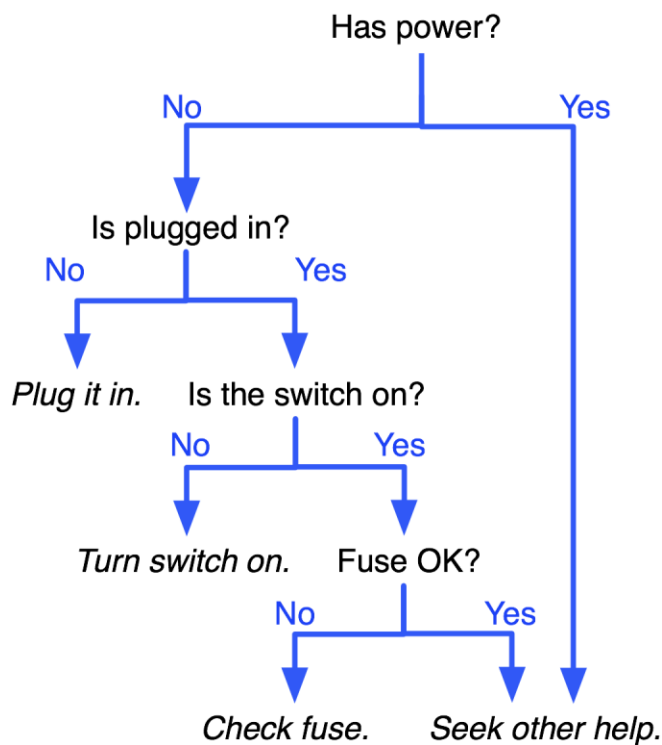 Has power?
No Yes
Is plugged in?
No Yes
Plug it in. Is the switch on?
No Yes
Turn switch on. Fuse OK?
No Yes
Check fuse. Seek other help.